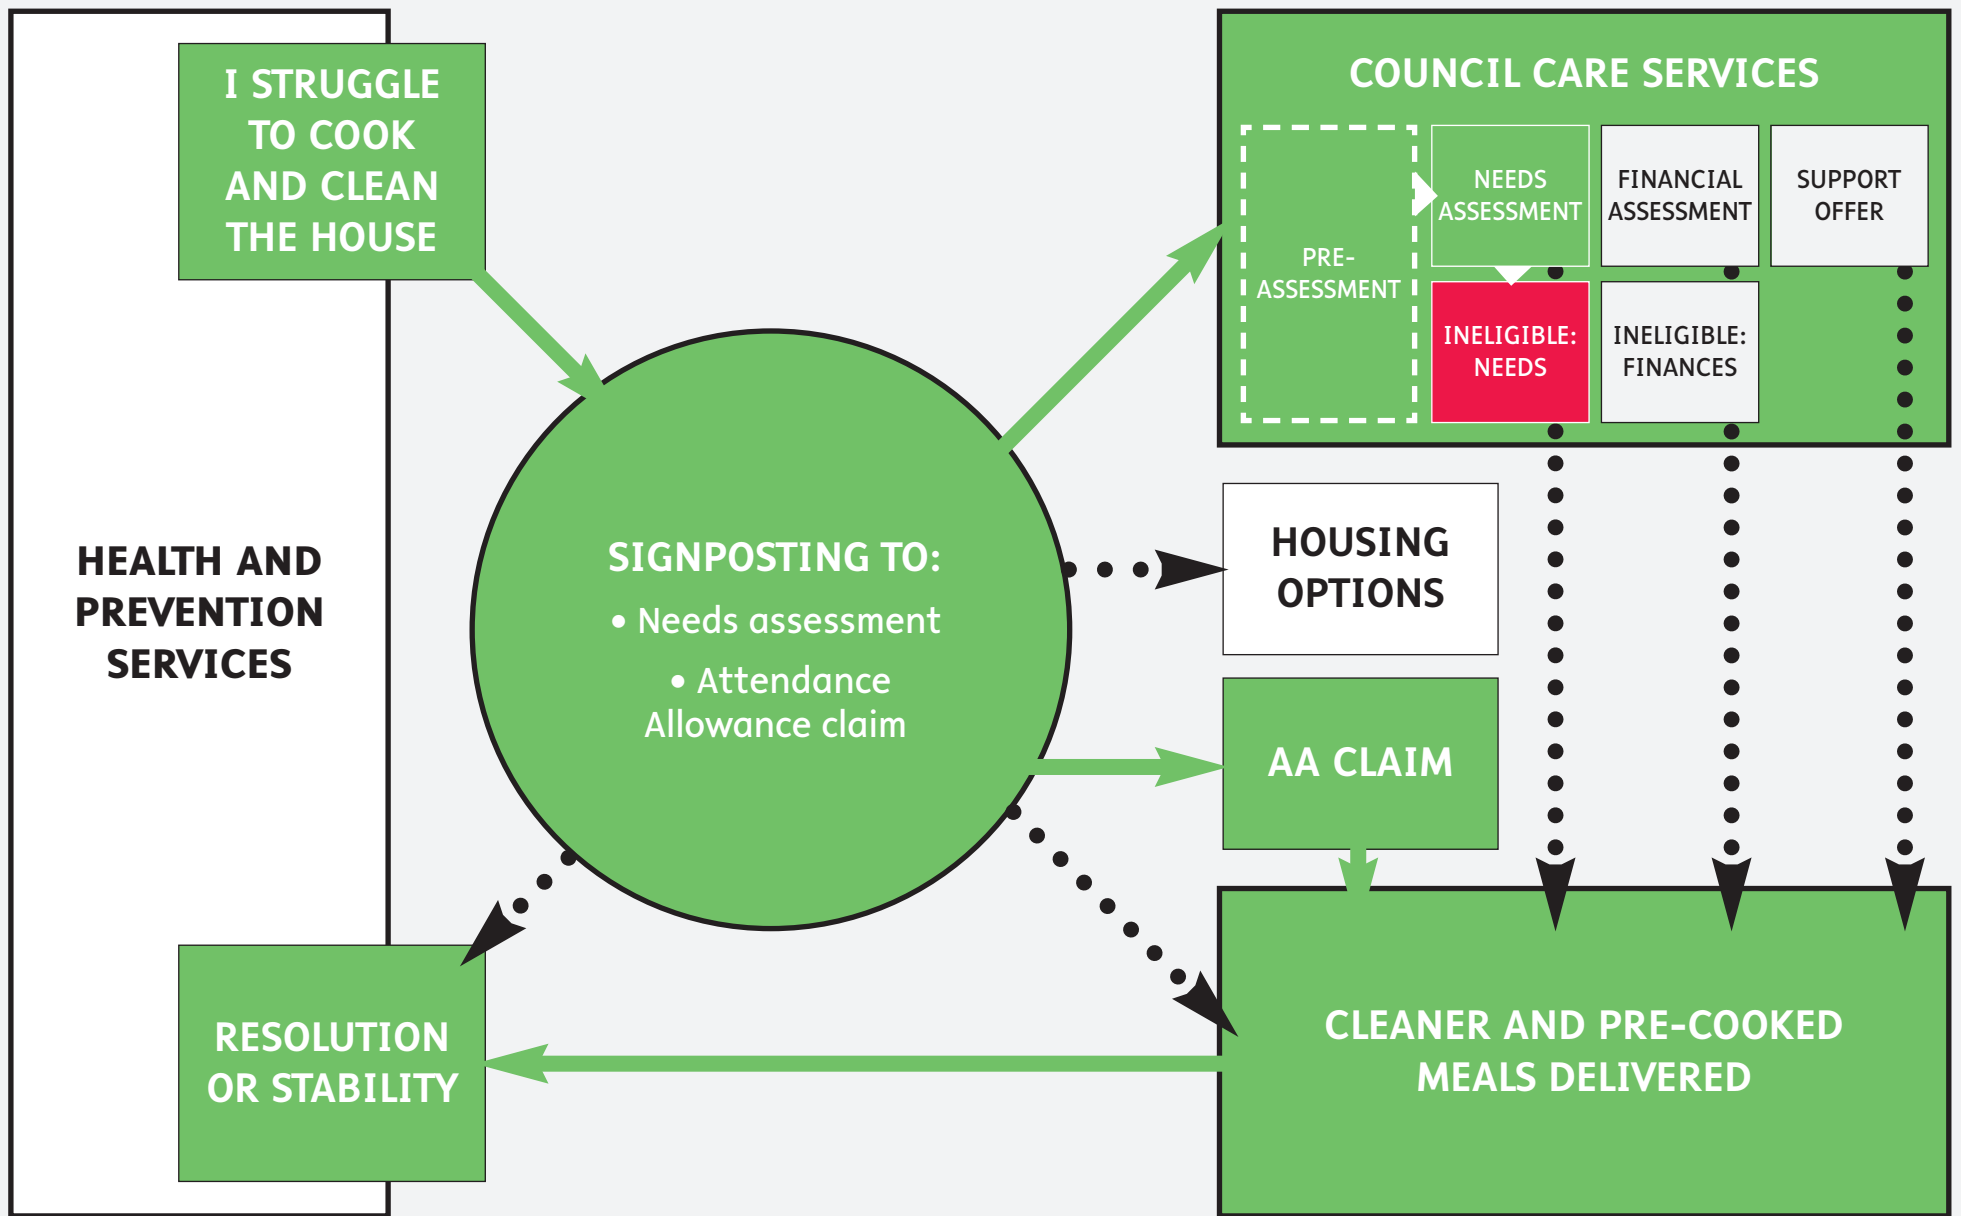 I STRUGGLE
TO COOK
AND CLEAN
THE HOUSE
HEALTH AND
PREVENTION
SERVICES
RESOLUTION
OR STABILITY
SIGNPOSTING TO:
• Needs assessment
• Attendance
Allowance claim
COUNCIL CARE SERVICES
PRE-
ASSESSMENT
NEEDS
ASSESSMENT
FINANCIAL
ASSESSMENT
SUPPORT
OFFER
INELIGIBLE:
NEEDS
INELIGIBLE:
FINANCES
HOUSING
OPTIONS
AA CLAIM
CLEANER AND PRE-COOKED
MEALS DELIVERED